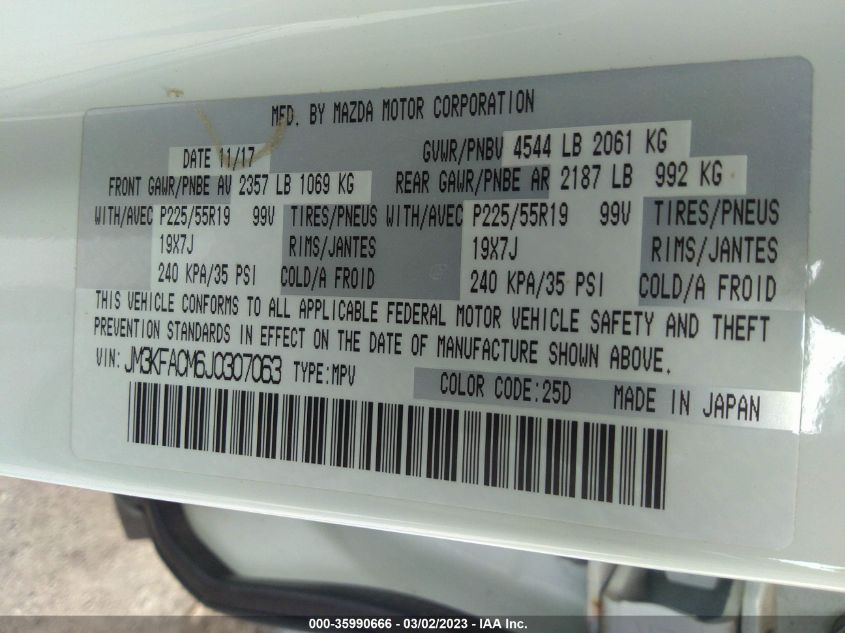 MFD. BY MAZDA MOTOR CORPORATION
DATE 11/17 GVWR/PNBV 4544 LB 2061 KG
FRONT GAWR/PNBE AV 2357 LB 1069 KG REAR GAWR/PNBE AR 2187 LB 992 KG
WITH/AVEC P225/55R19 99V TIRES/PNEUS WITH/AVEC P225/55R19 99V TIRES/PNEUS
19X7J RIMS/JANTES 19X7J RIMS/JANTES
240 KPA/35 PSI COLD/A FROID 240 KPA/35 PSI COLD/A FROID
THIS VEHICLE CONFORMS TO ALL APPLICABLE FEDERAL MOTOR VEHICLE SAFETY AND THEFT
PREVENTION STANDARDS IN EFFECT ON THE DATE OF MANUFACTURE SHOWN ABOVE.
VIN: JM3KFACM6J0307063 TYPE:MPV COLOR CODE:25D MADE IN JAPAN
000-35990666 - 03/02/2023 - IAA Inc.